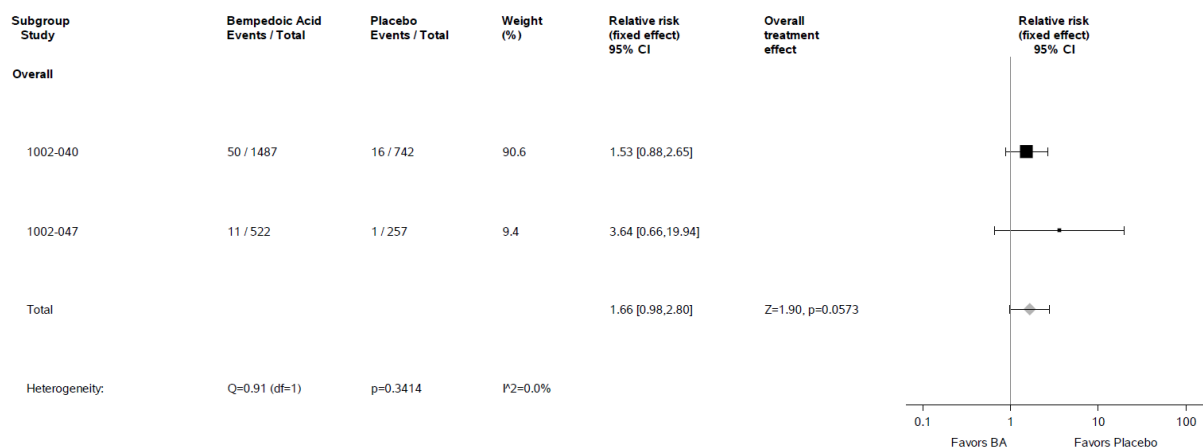 Subgroup Bempedoic Acid Placebo Weight Relative risk Overall Relative risk
Study Events / Total Events / Total (%) (fixed effect) treatment (fixed effect)
95% CI effect 95% CI
Overall
1002-040 50 / 1487 16 / 742 90.6 1.53 [0.88,2.65]
1002-047 11 / 522 1 / 257 9.4 3.64 [0.66,19.94]
Total 1.66 [0.98,2.80] Z=1.90, p=0.0573
Heterogeneity: Q=0.91 (df=1) p=0.3414 I^2=0.0%
0.1 1 10 100
Favors BA Favors Placebo